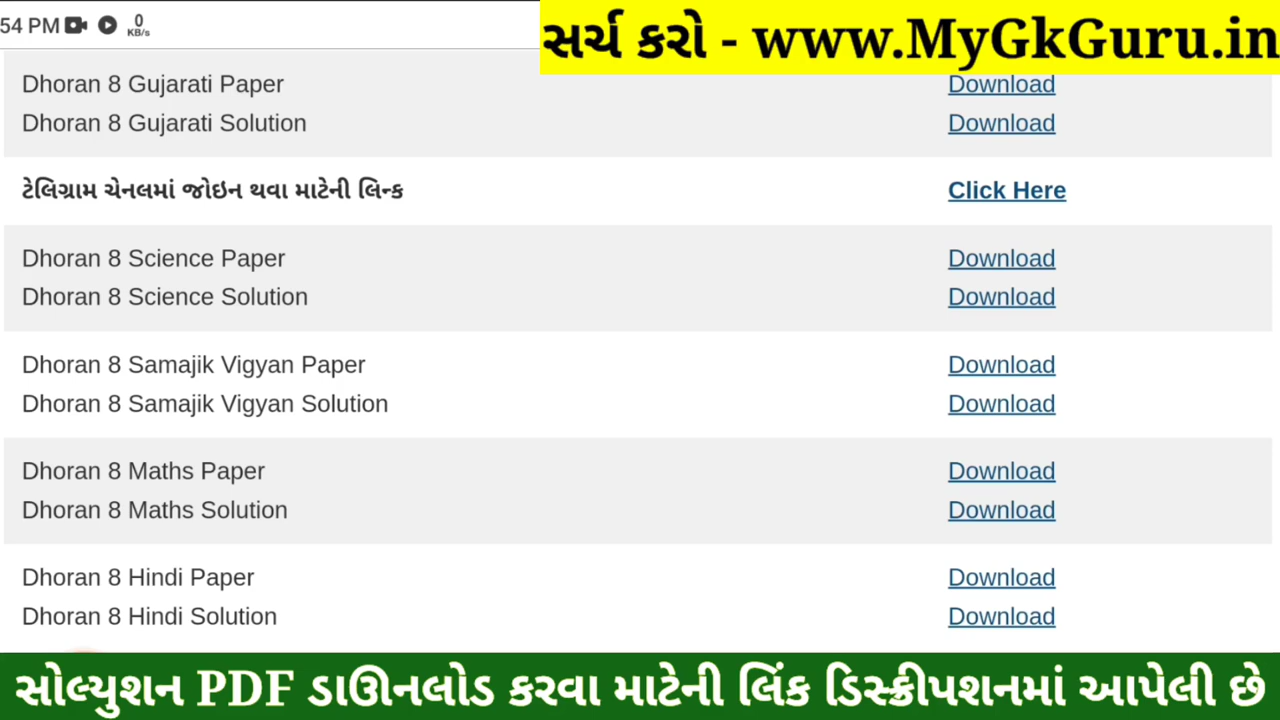 54 PM 0 KB/s
સર્ચ કરો - www.MyGkGuru.in
Dhoran 8 Gujarati Paper Download
Dhoran 8 Gujarati Solution Download
ટેલિગ્રામ ચેનલમાં જોઇન થવા માટેની લિન્ક Click Here
Dhoran 8 Science Paper Download
Dhoran 8 Science Solution Download
Dhoran 8 Samajik Vigyan Paper Download
Dhoran 8 Samajik Vigyan Solution Download
Dhoran 8 Maths Paper Download
Dhoran 8 Maths Solution Download
Dhoran 8 Hindi Paper Download
Dhoran 8 Hindi Solution Download
સોલ્યુશન PDF ડાઊનલોડ કરવા માટેની લિંક ડિસ્ક્રીપશનમાં આપેલી છે